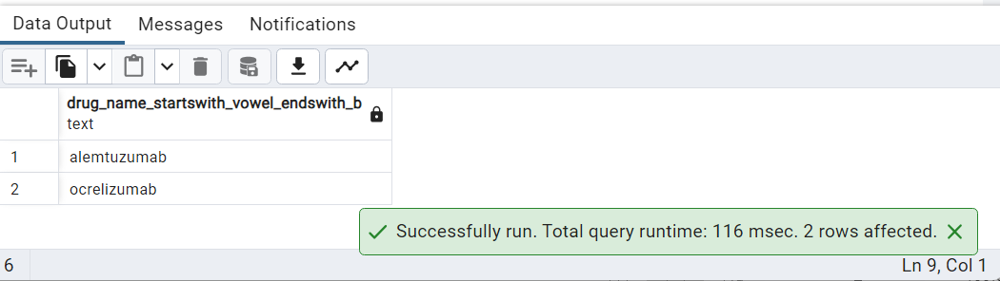 Data Output Messages Notifications
drug_name_startswith_vowel_endswith_b
text
1 alemtuzumab
2 ocrelizumab
Successfully run. Total query runtime: 116 msec. 2 rows affected.
6 Ln 9, Col 1